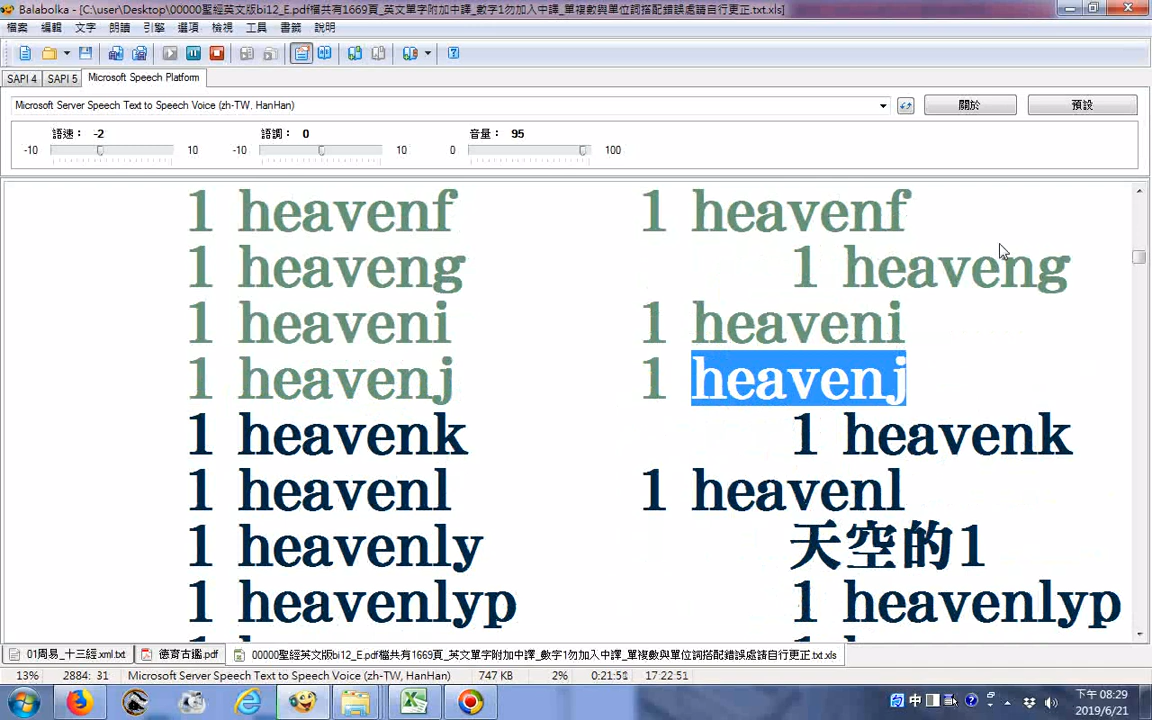 Balabolka - [C:\user\Desktop\00000聖經英文版bi12_E.pdf檔共有1669頁_英文單字附加中譯_數字1勿加入中譯_單複數與單位詞搭配錯誤處請自行更正.txt.xls]
檔案 編輯 文字 朗讀 引擎 選項 檢視 工具 書籤 說明
SAPI 4 SAPI 5 Microsoft Speech Platform
Microsoft Server Speech Text to Speech Voice (zh-TW, HanHan) 關於 預設
語速： -2 語調： 0 音量： 95
-10 10 -10 10 0 100
1 heavenf 1 heavenf
1 heaveng 1 heaveng
1 heaveni 1 heaveni
1 heavenj 1 heavenj
1 heavenk 1 heavenk
1 heavenl 1 heavenl
1 heavenly 天空的1
1 heavenlyp 1 heavenlyp
01周易_十三經.xml.txt 德育古鑑.pdf 00000聖經英文版bi12_E.pdf檔共有1669頁_英文單字附加中譯_數字1勿加入中譯_單複數與單位詞搭配錯誤處請自行更正.txt.xls
13% 2884: 31 Microsoft Server Speech Text to Speech Voice (zh-TW, HanHan) 747 KB 2% 0:21:51 17:22:51
中 下午 08:29
2019/6/21